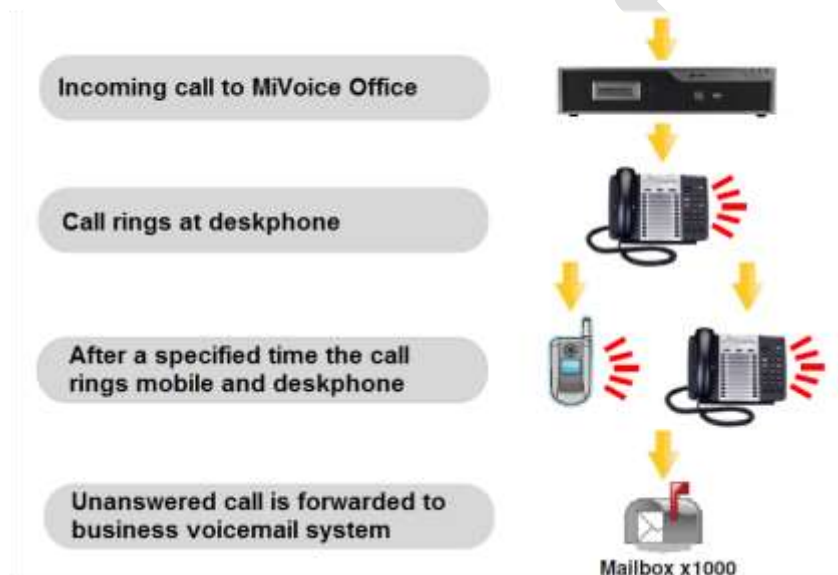 Incoming call to MiVoice Office
Call rings at deskphone
After a specified time the call
rings mobile and deskphone
Unanswered call is forwarded to
business voicemail system
Mailbox x1000